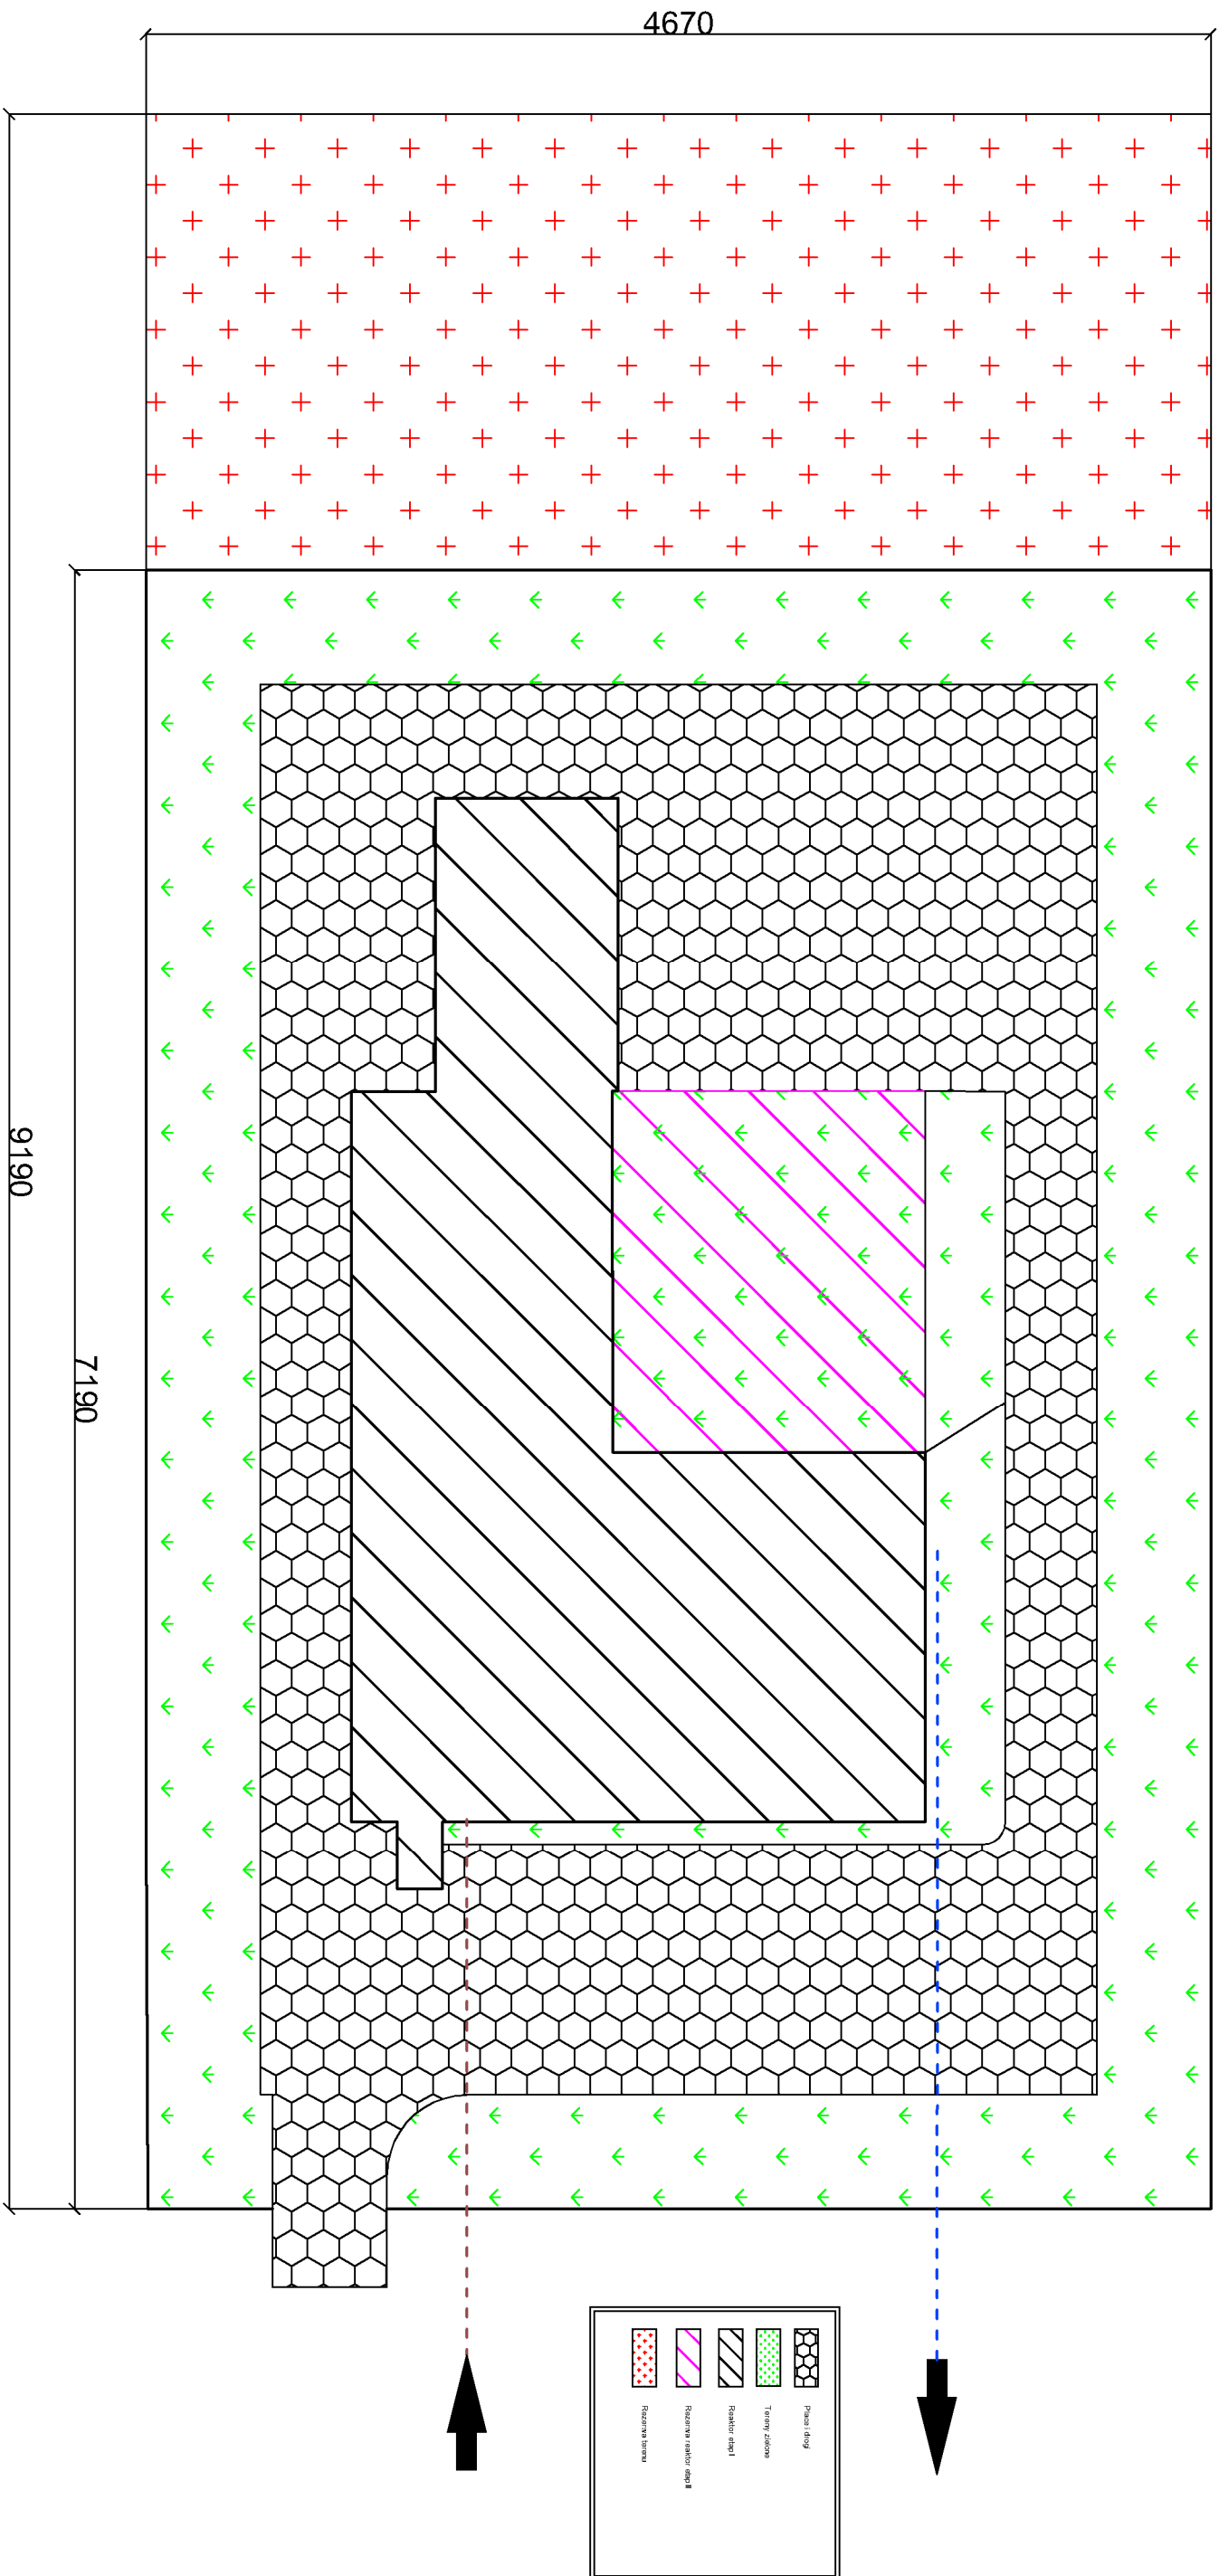 4670
9190
7190
Place i drogi
Tereny zielone
Reaktor etap I
Rezerwa reaktor etap II
Rezerwa terenu